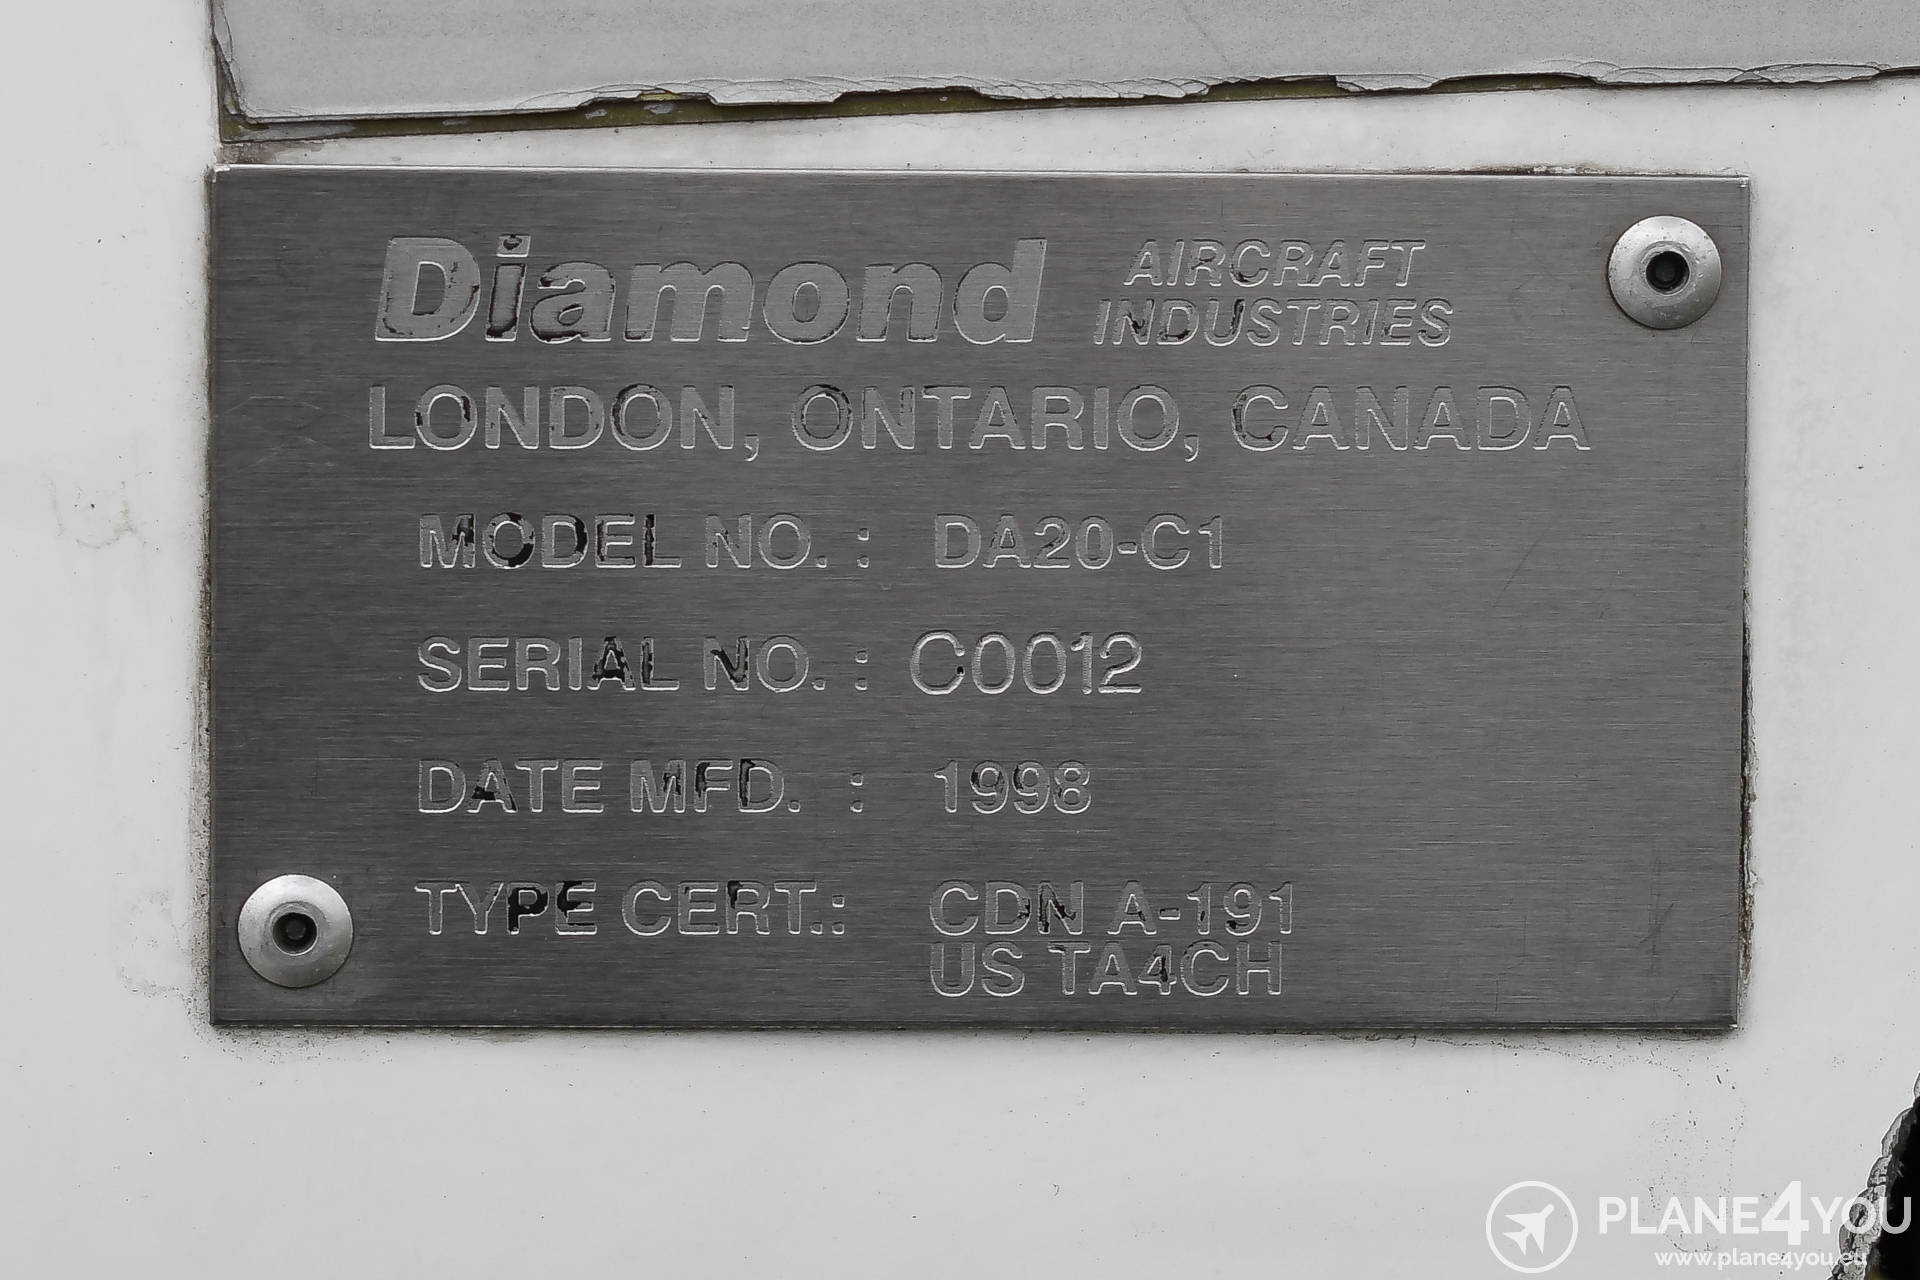 Diamond AIRCRAFT INDUSTRIES
LONDON, ONTARIO, CANADA
MODEL NO. : DA20-C1
SERIAL NO. : C0012
DATE MFD. : 1998
TYPE CERT.: CDN A-191
US TA4CH
PLANE4YOU
www.plane4you.eu